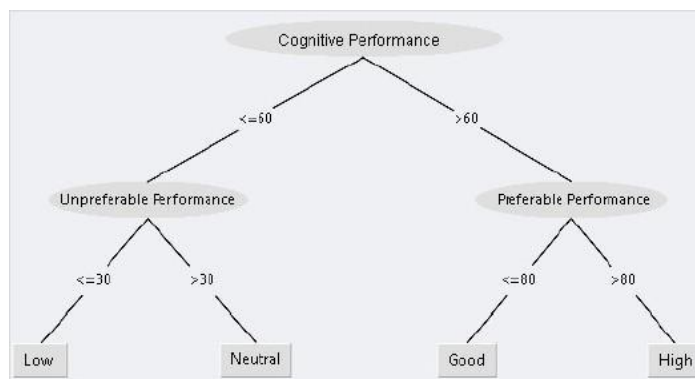 Cognitive Performance
<=60
>60
Unpreferable Performance
Preferable Performance
<=30
>30
<=80
>80
Low
Neutral
Good
High